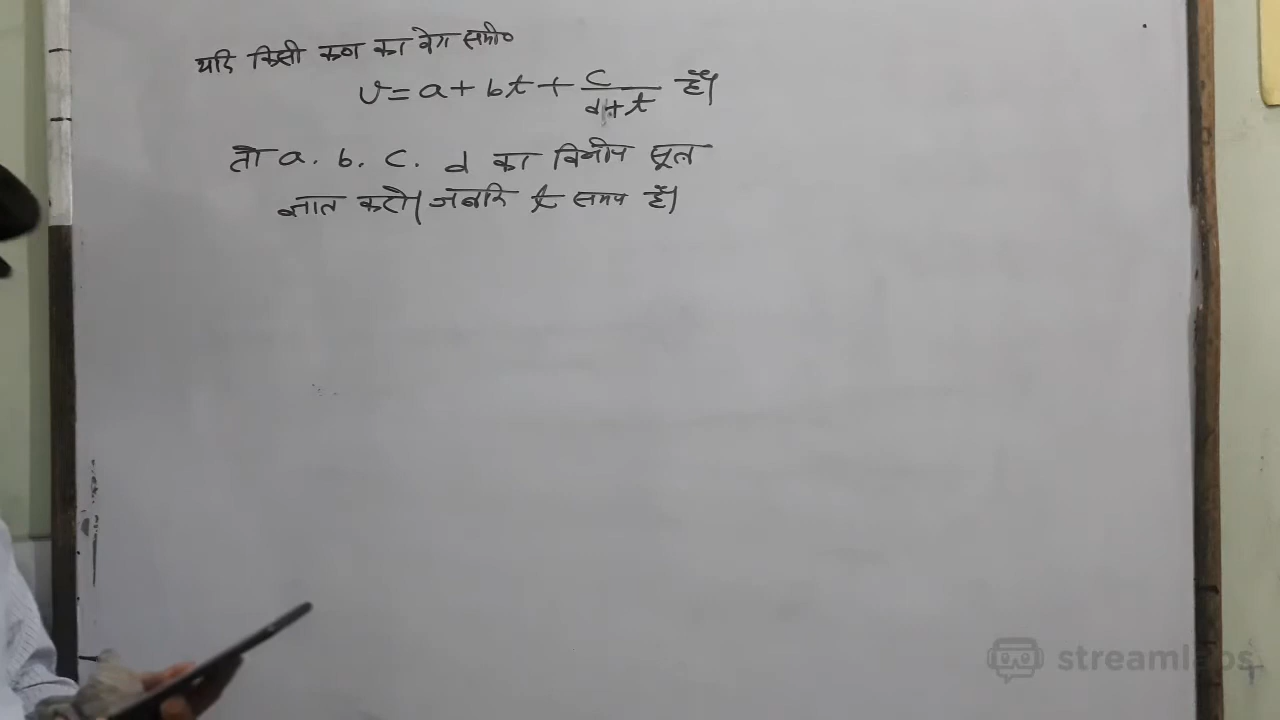 यदि किसी कण का वेग समी०
v = a + bt + c/(d+t) हैं।
तो a. b. c. d का विमीय सूत्र
ज्ञात करो। जबकि t समय हैं।
streamlabs